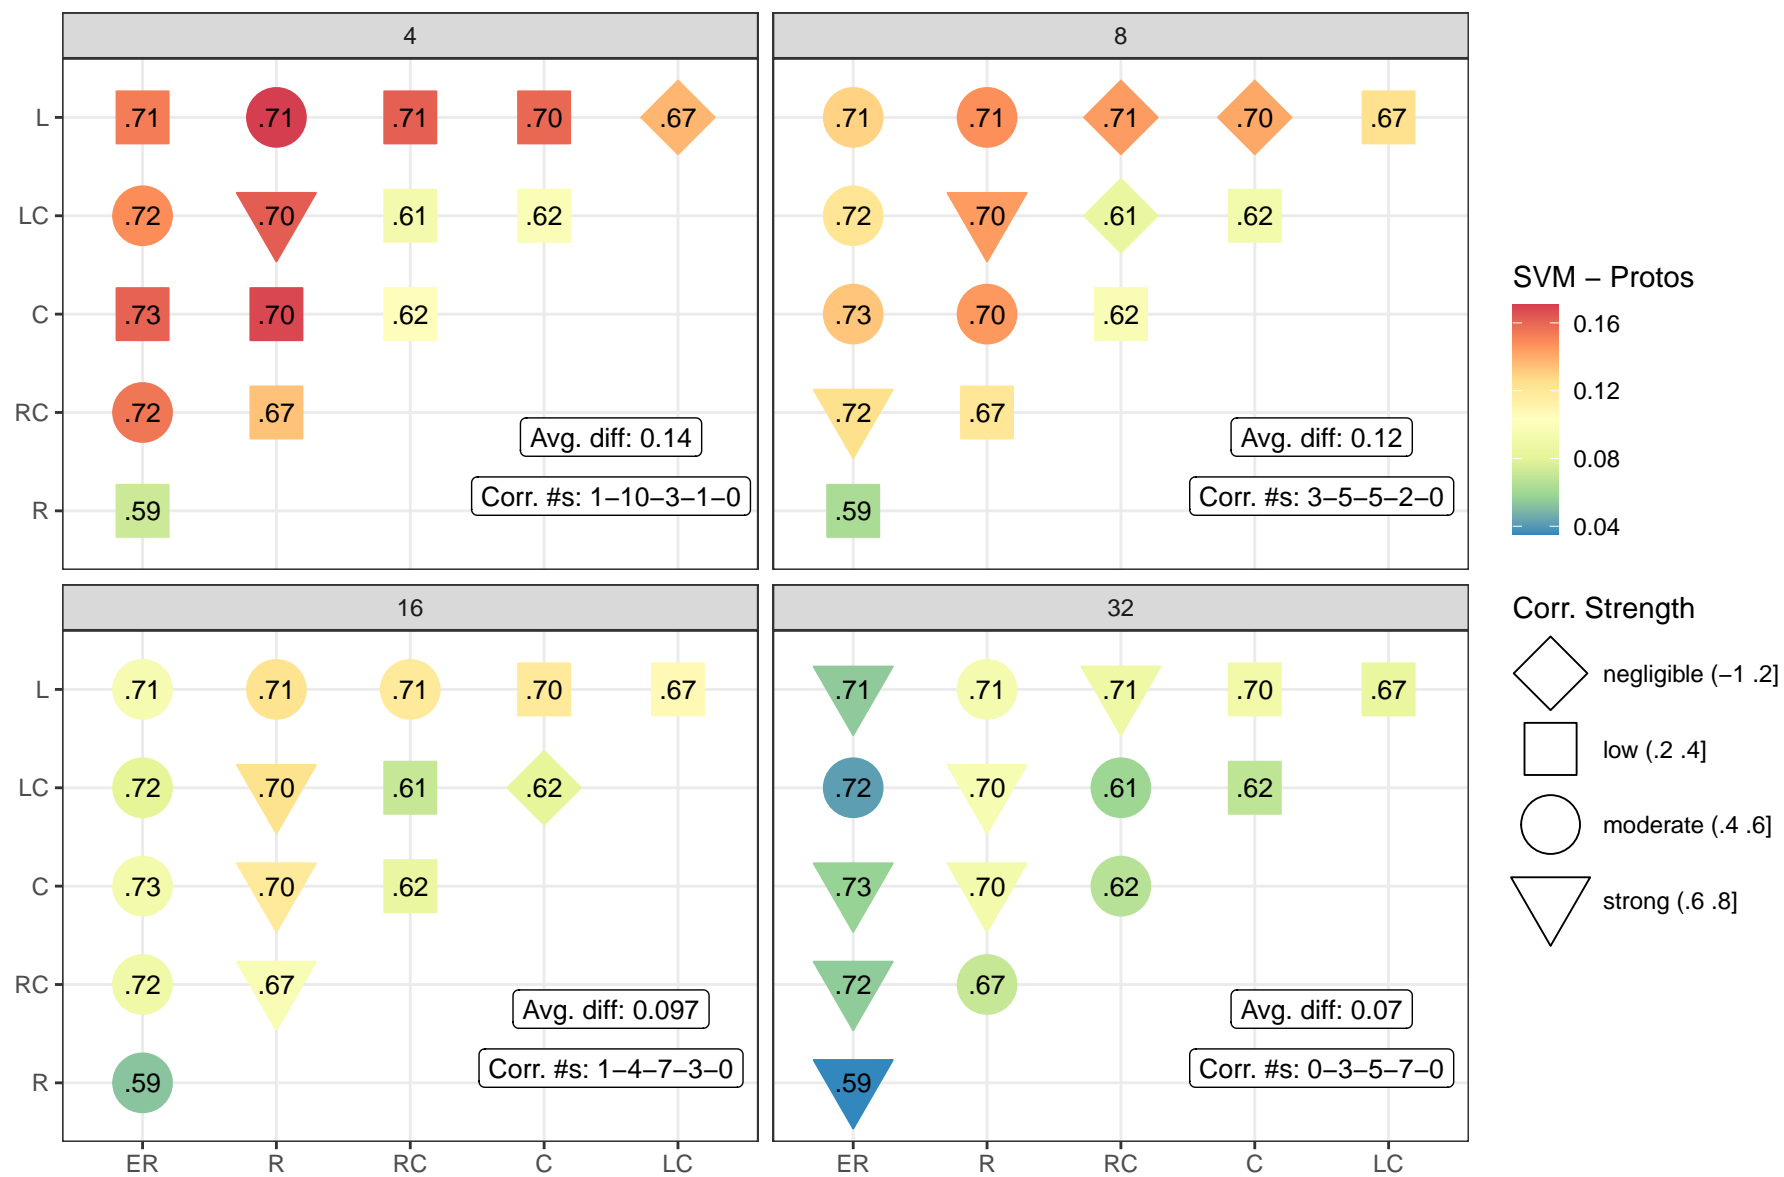 4
8
L
.71
.71
.71
.70
.67
.71
.71
.71
.70
.67
LC
.72
.70
.61
.62
.72
.70
.61
.62
C
.73
.70
.62
.73
.70
.62
RC
.72
.67
.72
.67
Avg. diff: 0.14
Avg. diff: 0.12
Corr. #s: 1−10−3−1−0
Corr. #s: 3−5−5−2−0
R
.59
.59
16
32
L
.71
.71
.71
.70
.67
.71
.71
.71
.70
.67
LC
.72
.70
.61
.62
.72
.70
.61
.62
C
.73
.70
.62
.73
.70
.62
RC
.72
.67
.72
.67
Avg. diff: 0.097
Avg. diff: 0.07
Corr. #s: 1−4−7−3−0
Corr. #s: 0−3−5−7−0
R
.59
.59
ER
R
RC
C
LC
ER
R
RC
C
LC
SVM − Protos
0.16
0.12
0.08
0.04
Corr. Strength
negligible (−1 .2]
low (.2 .4]
moderate (.4 .6]
strong (.6 .8]